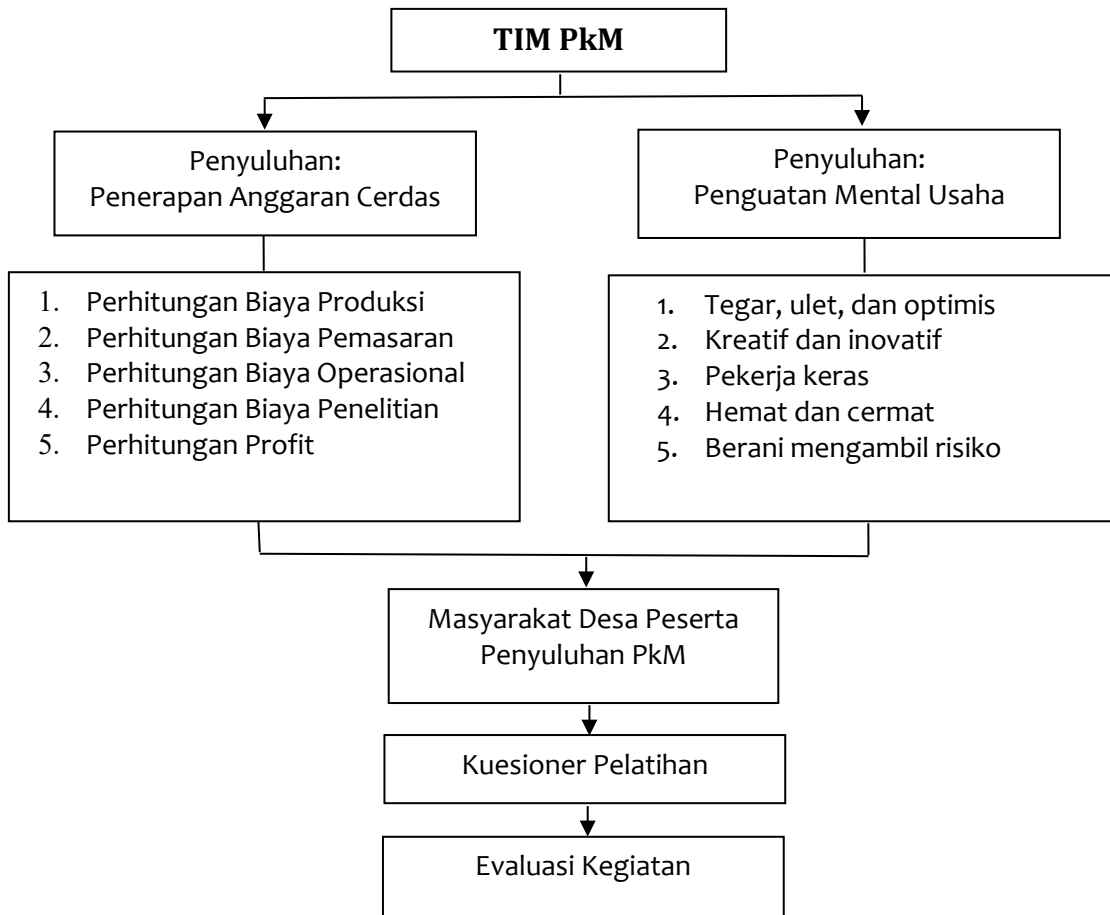 TIM PkM
Penyuluhan:
Penerapan Anggaran Cerdas
Penyuluhan:
Penguatan Mental Usaha
1. Perhitungan Biaya Produksi
2. Perhitungan Biaya Pemasaran
3. Perhitungan Biaya Operasional
4. Perhitungan Biaya Penelitian
5. Perhitungan Profit
1. Tegar, ulet, dan optimis
2. Kreatif dan inovatif
3. Pekerja keras
4. Hemat dan cermat
5. Berani mengambil risiko
Masyarakat Desa Peserta
Penyuluhan PkM
Kuesioner Pelatihan
Evaluasi Kegiatan